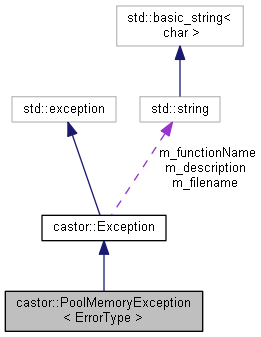 std::basic_string<
char >
std::exception
std::string
m_functionName
m_description
m_filename
castor::Exception
castor::PoolMemoryException
< ErrorType >